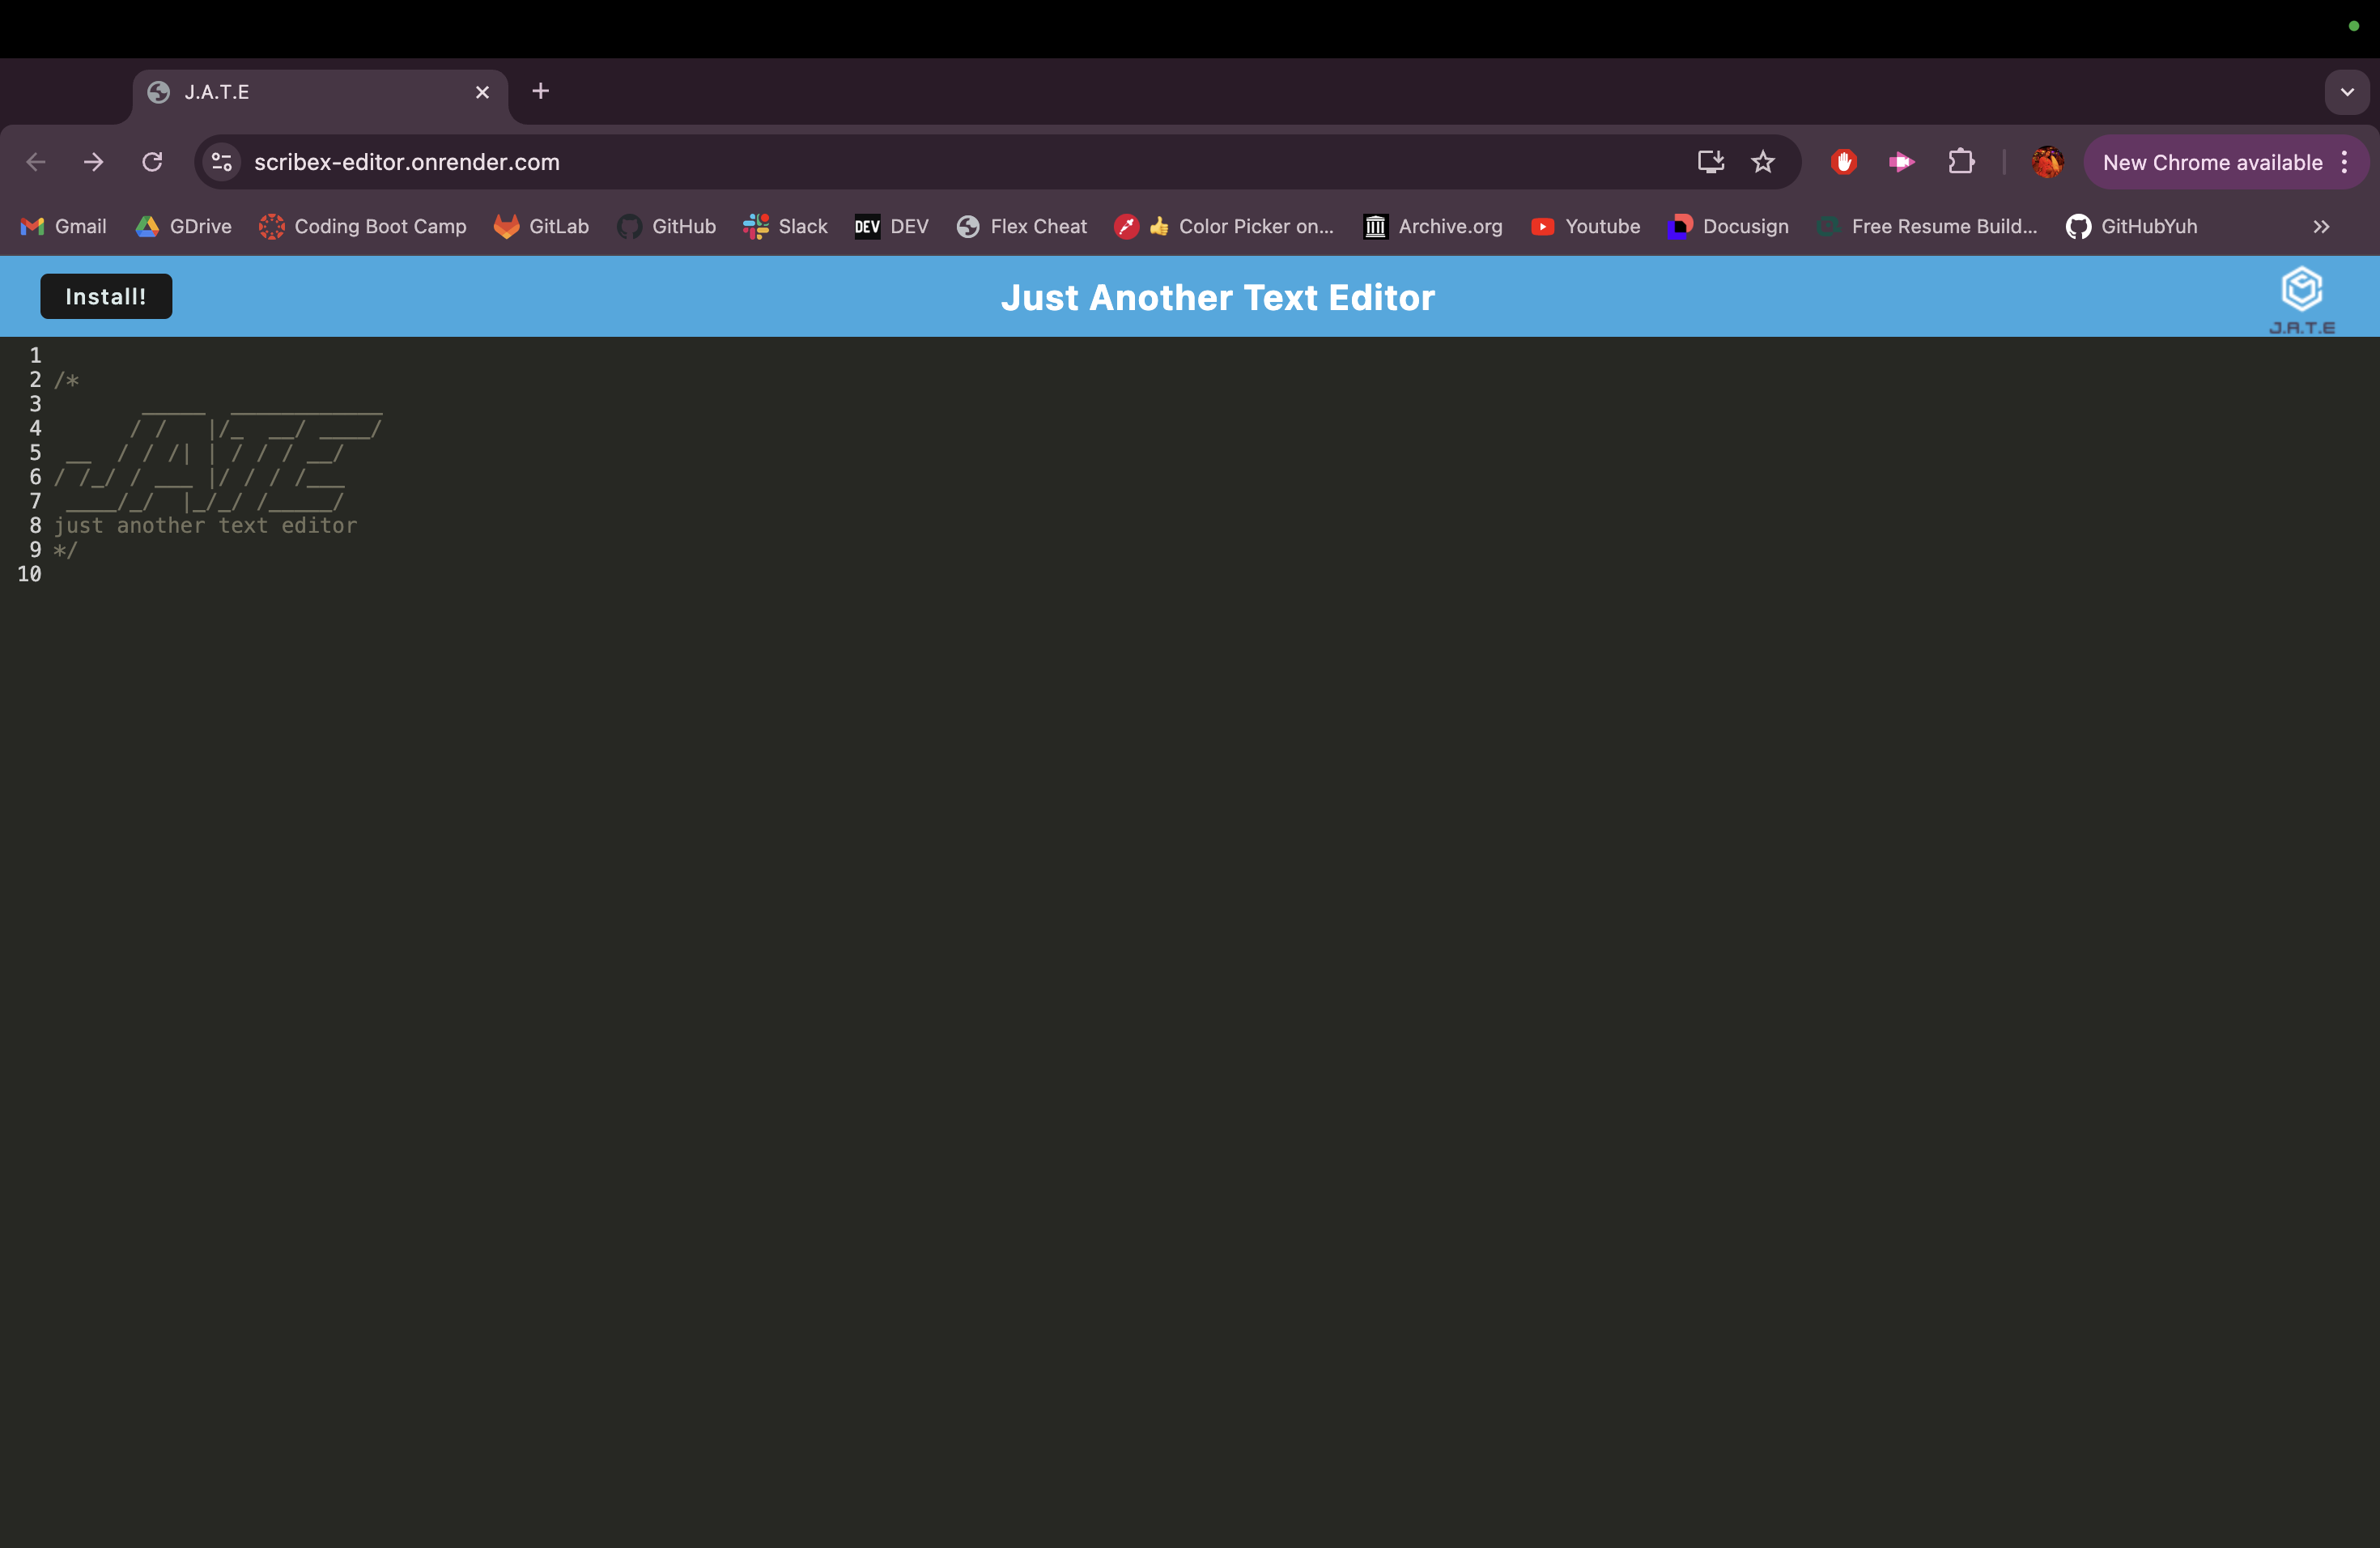 J.A.T.E
scribex-editor.onrender.com
New Chrome available
Gmail GDrive Coding Boot Camp GitLab GitHub Slack DEV DEV Flex Cheat 👍 Color Picker on... Archive.org Youtube Docusign Free Resume Build... GitHubYuh
Install! Just Another Text Editor
J.A.T.E
1
2 /*
3        _____  ____________
4       / /   |/_  __/ ____/
5  __  / / /| | / / / __/
6 / /_/ / ___ |/ / / /___
7  ____/_/  |_/_/ /_____/
8 just another text editor
9 */
10